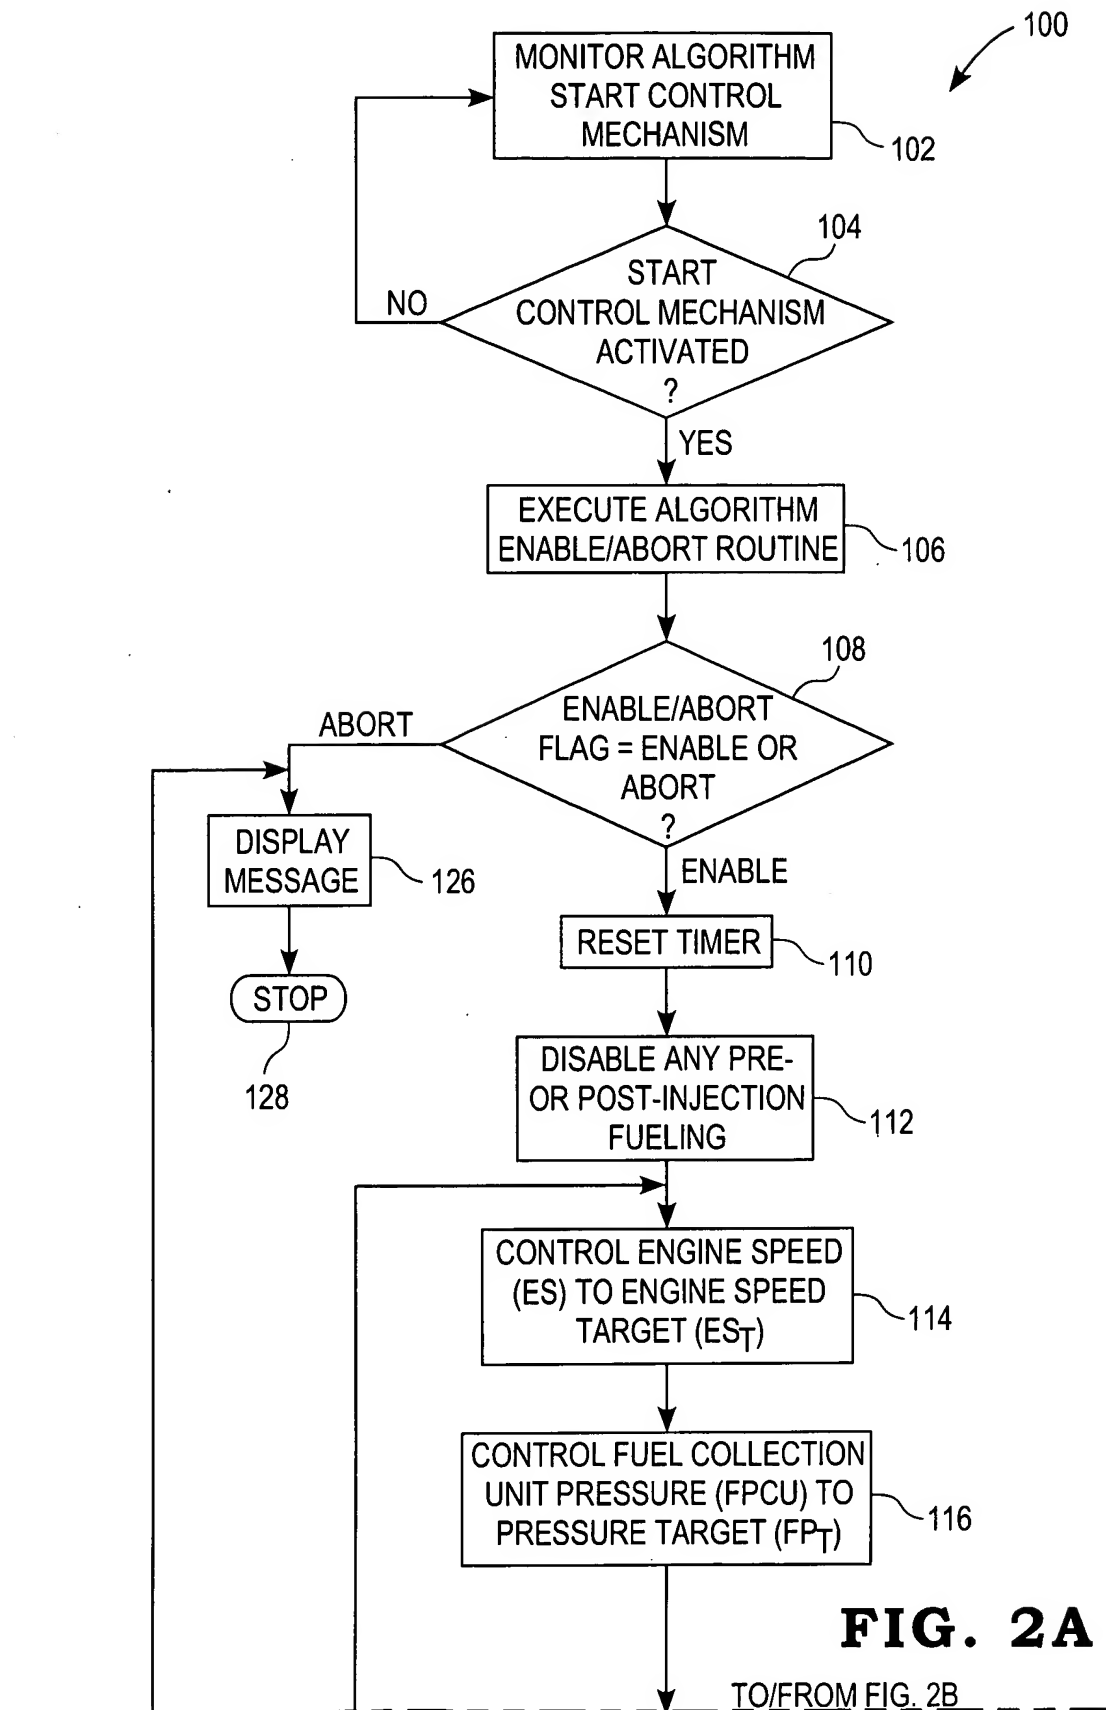 100
MONITOR ALGORITHM
START CONTROL
MECHANISM
102
104
START
CONTROL MECHANISM
ACTIVATED
?
NO
YES
EXECUTE ALGORITHM
ENABLE/ABORT ROUTINE
106
108
ENABLE/ABORT
FLAG = ENABLE OR
ABORT
?
ABORT
DISPLAY
MESSAGE
126
ENABLE
STOP
128
RESET TIMER
110
DISABLE ANY PRE-
OR POST-INJECTION
FUELING
112
CONTROL ENGINE SPEED
(ES) TO ENGINE SPEED
TARGET (EST)
114
CONTROL FUEL COLLECTION
UNIT PRESSURE (FPCU) TO
PRESSURE TARGET (FPT)
116
FIG. 2A
TO/FROM FIG. 2B